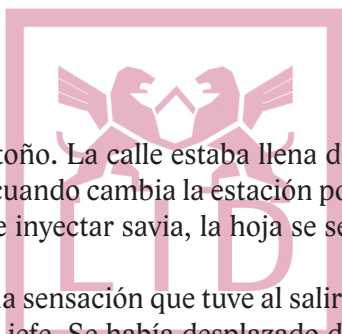 toño. La calle estaba llena d
cuando cambia la estación po
e inyectar savia, la hoja se se
LID
a sensación que tuve al salir
jefe. Se había desplazado d